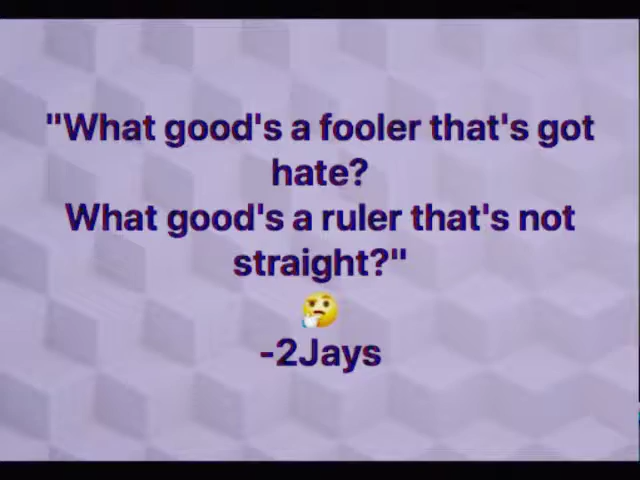 "What good's a fooler that's got
hate?
What good's a ruler that's not
straight?"
🤔
-2Jays